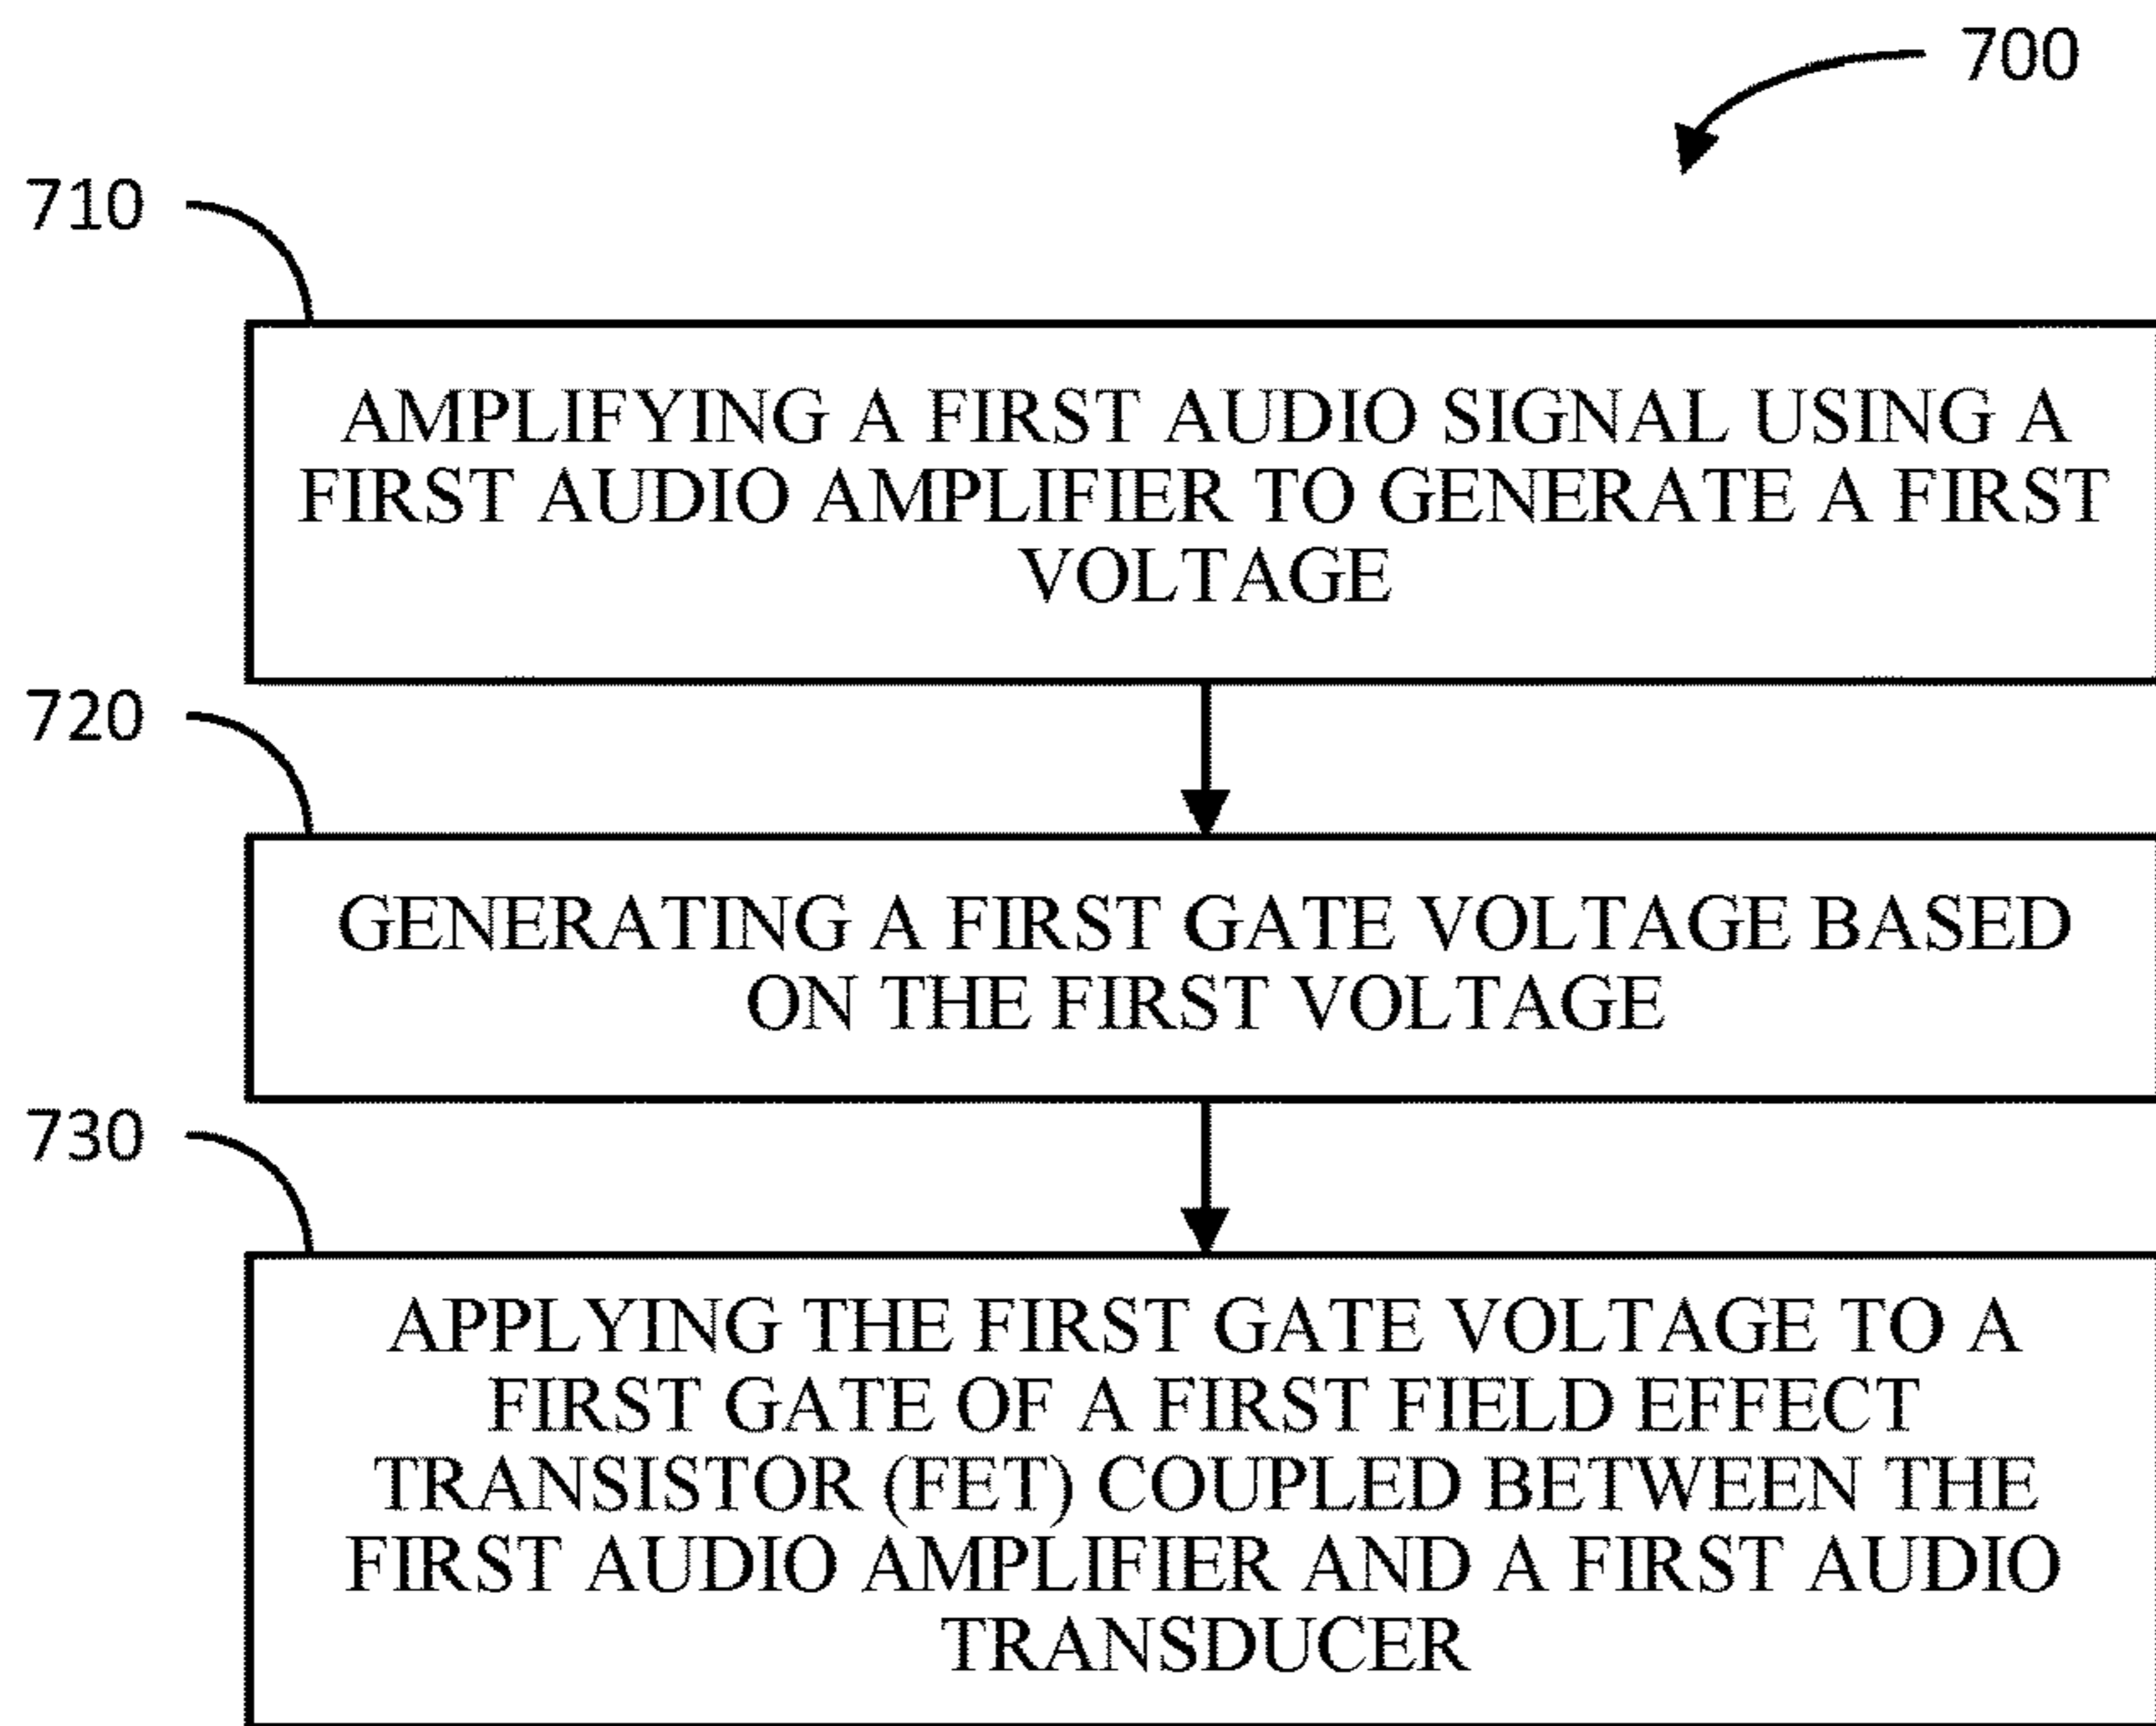 700
710
AMPLIFYING A FIRST AUDIO SIGNAL USING A
FIRST AUDIO AMPLIFIER TO GENERATE A FIRST
VOLTAGE
720
GENERATING A FIRST GATE VOLTAGE BASED
ON THE FIRST VOLTAGE
730
APPLYING THE FIRST GATE VOLTAGE TO A
FIRST GATE OF A FIRST FIELD EFFECT
TRANSISTOR (FET) COUPLED BETWEEN THE
FIRST AUDIO AMPLIFIER AND A FIRST AUDIO
TRANSDUCER